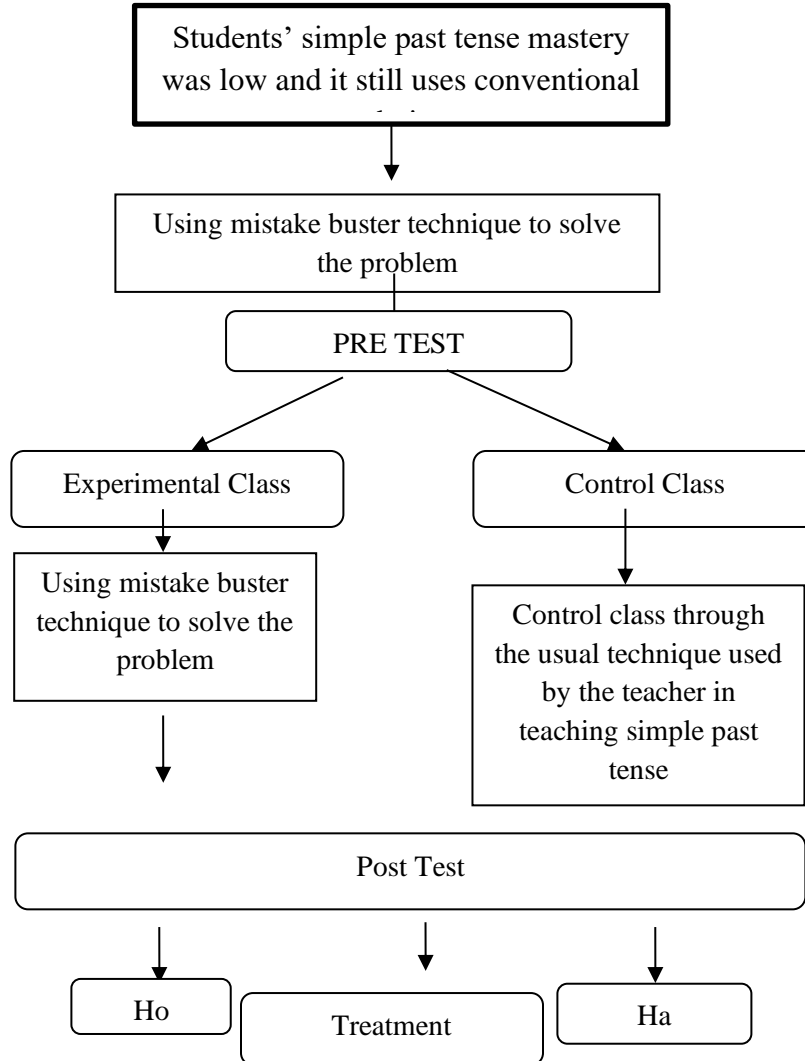 Students’ simple past tense mastery
was low and it still uses conventional
Using mistake buster technique to solve
the problem
PRE TEST
Experimental Class
Control Class
Using mistake buster
technique to solve the
problem
Control class through
the usual technique used
by the teacher in
teaching simple past
tense
Post Test
Ho
Treatment
Ha